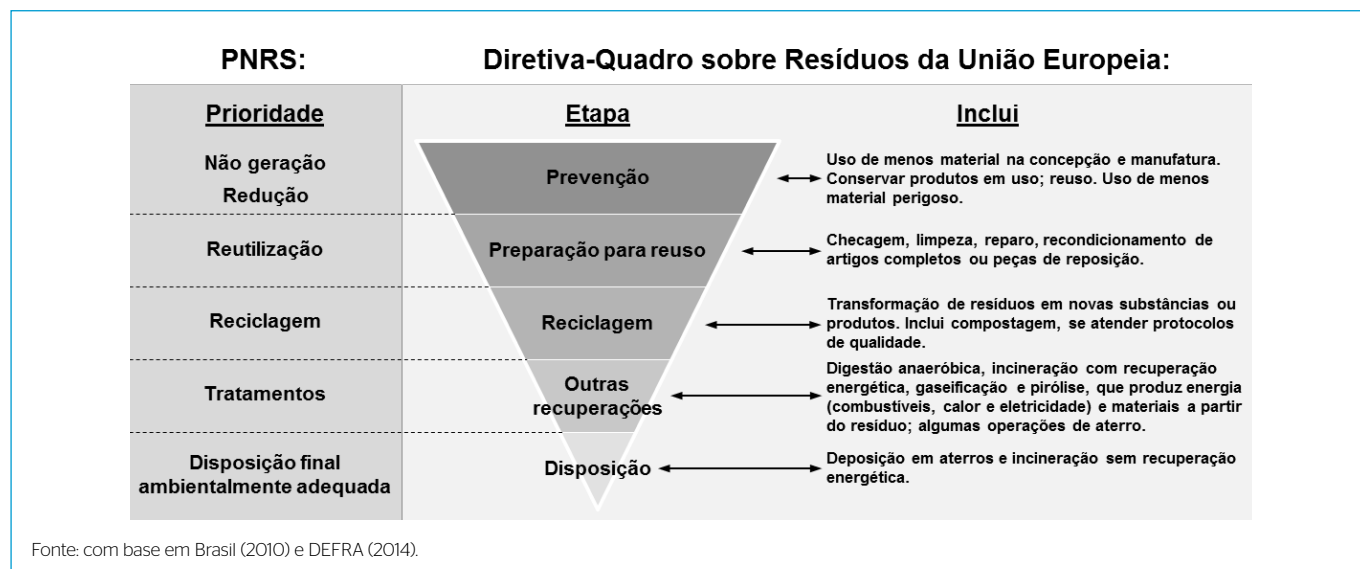 PNRS:
Diretiva-Quadro sobre Resíduos da União Europeia:
Prioridade
Etapa
Inclui
Não geração
Redução
Prevenção
Uso de menos material na concepção e manufatura.
Conservar produtos em uso; reuso. Uso de menos
material perigoso.
Reutilização
Preparação para reuso
Checagem, limpeza, reparo, recondicionamento de
artigos completos ou peças de reposição.
Reciclagem
Reciclagem
Transformação de resíduos em novas substâncias ou
produtos. Inclui compostagem, se atender protocolos
de qualidade.
Tratamentos
Outras
recuperações
Digestão anaeróbica, incineração com recuperação
energética, gaseificação e pirólise, que produz energia
(combustíveis, calor e eletricidade) e materiais a partir
do resíduo; algumas operações de aterro.
Disposição final
ambientalmente adequada
Disposição
Deposição em aterros e incineração sem recuperação
energética.
Fonte: com base em Brasil (2010) e DEFRA (2014).